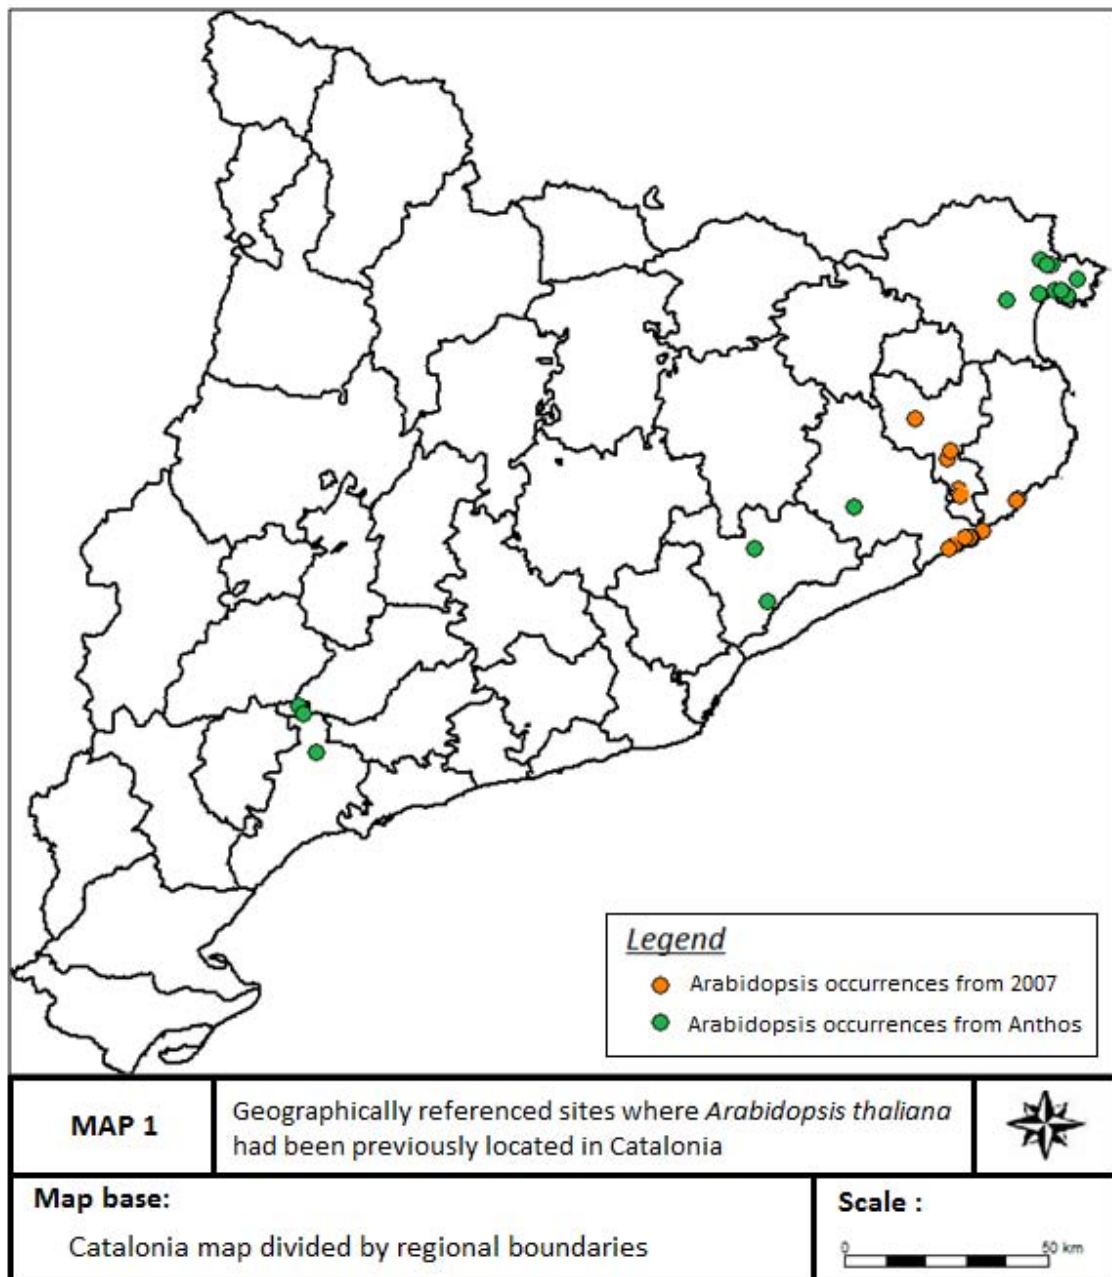 Legend
Arabidopsis occurrences from 2007
Arabidopsis occurrences from Anthos
MAP 1
Geographically referenced sites where Arabidopsis thaliana
had been previously located in Catalonia
Map base:
Catalonia map divided by regional boundaries
Scale :
0 50 km